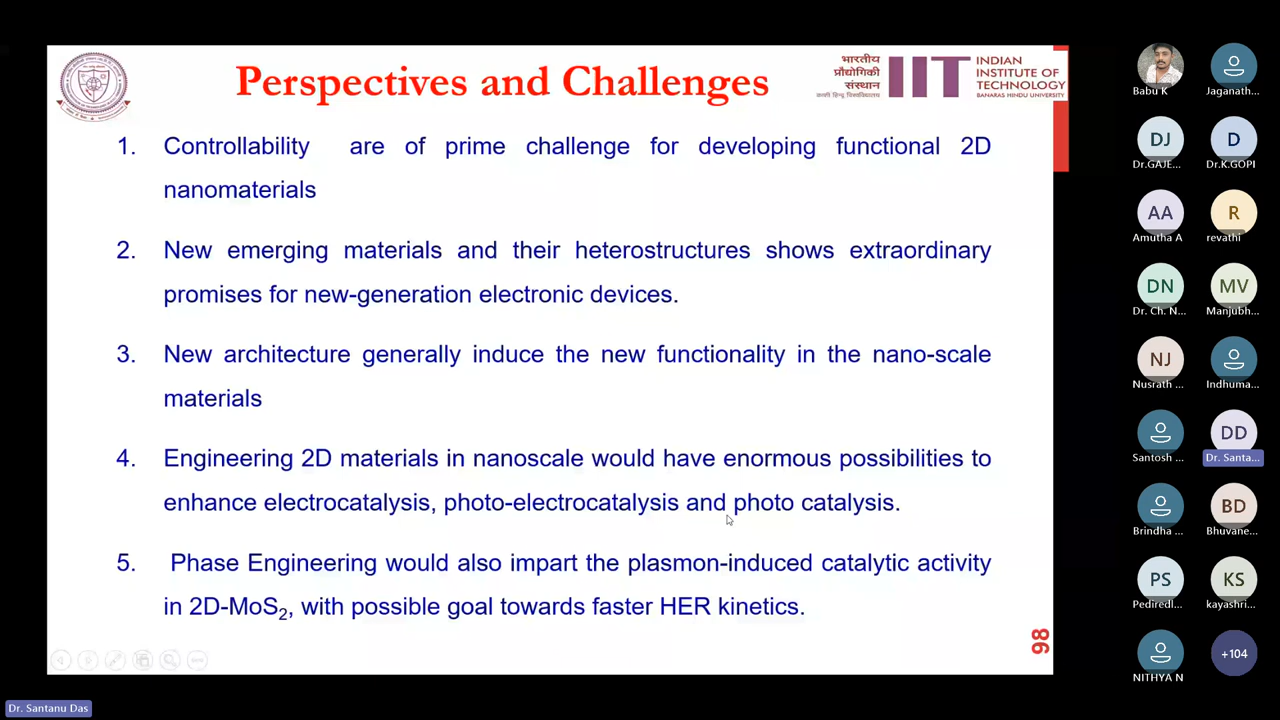 Perspectives and Challenges
भारतीय
प्रौद्योगिकी
संस्थान
काशी हिन्दू विश्वविद्यालय
IIT
INDIAN
INSTITUTE OF
TECHNOLOGY
BANARAS HINDU UNIVERSITY
1. Controllability are of prime challenge for developing functional 2D
nanomaterials
2. New emerging materials and their heterostructures shows extraordinary
promises for new-generation electronic devices.
3. New architecture generally induce the new functionality in the nano-scale
materials
4. Engineering 2D materials in nanoscale would have enormous possibilities to
enhance electrocatalysis, photo-electrocatalysis and photo catalysis.
5. Phase Engineering would also impart the plasmon-induced catalytic activity
in 2D-MoS₂, with possible goal towards faster HER kinetics.
98
Babu K
Jaganath...
DJ
D
Dr.GAJE...
Dr.K.GOPI
AA
R
Amutha A
revathi
DN
MV
Dr. Ch. N...
Manjubh...
NJ
Nusrath ...
Indhuma...
DD
Santosh ...
Dr. Santa...
BD
Brindha ...
Bhuvane...
PS
KS
Pediredl...
kayashri...
+104
NITHYA N
Dr. Santanu Das